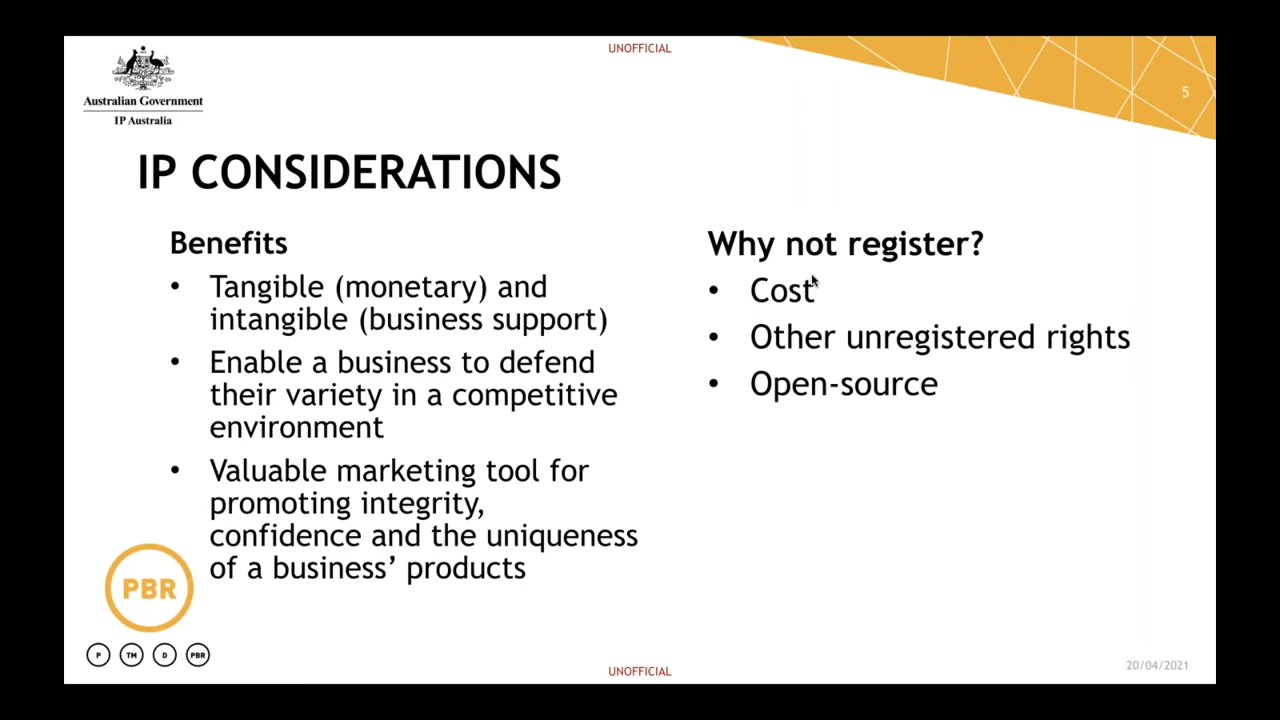 UNOFFICIAL
Australian Government
IP Australia
5
IP CONSIDERATIONS
Benefits
• Tangible (monetary) and
intangible (business support)
• Enable a business to defend
their variety in a competitive
environment
• Valuable marketing tool for
promoting integrity,
confidence and the uniqueness
of a business’ products
Why not register?
• Cost
• Other unregistered rights
• Open-source
PBR
P TM D PBR
UNOFFICIAL
20/04/2021